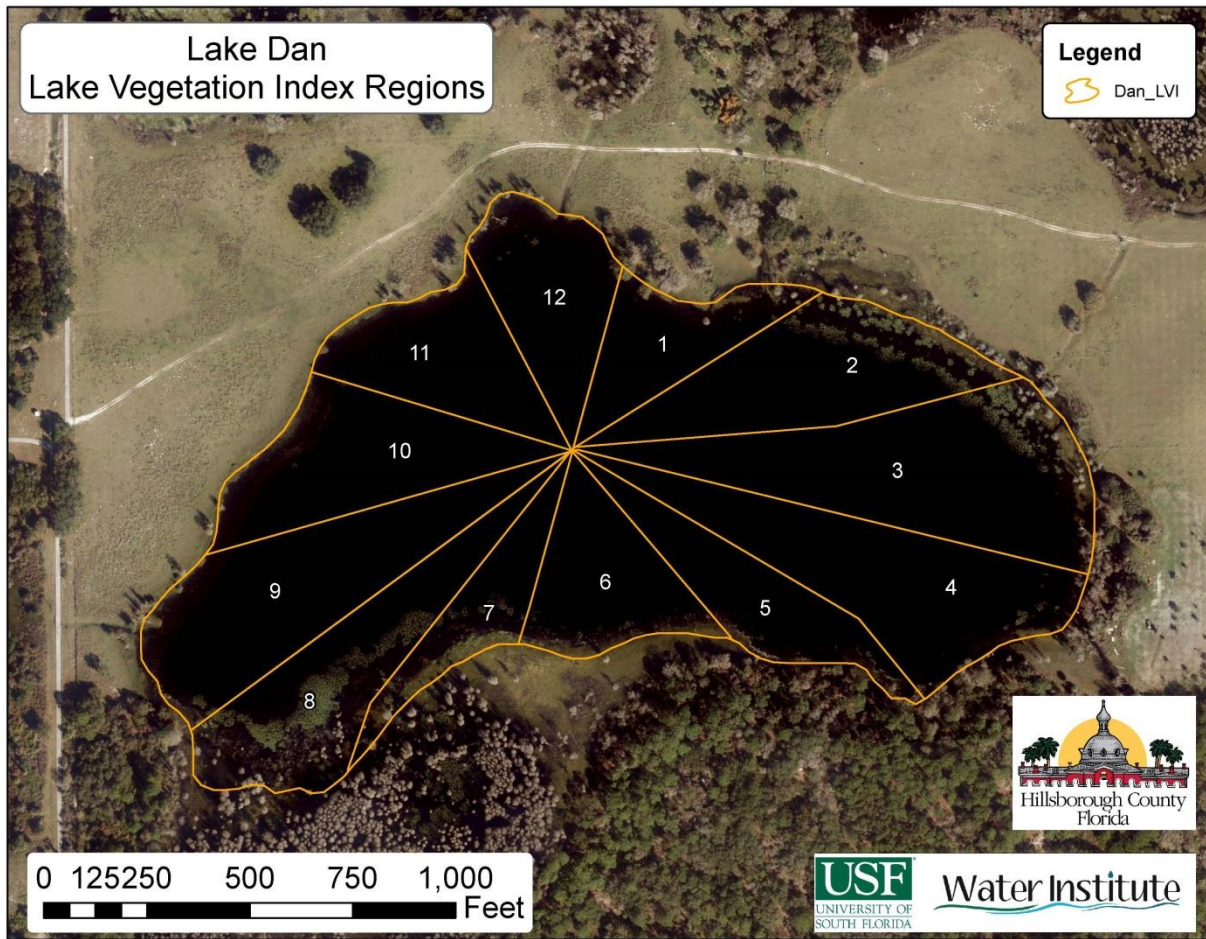 Lake Dan
Lake Vegetation Index Regions
Legend
Dan_LVI
12
1
2
11
10
3
9
6
4
7
5
8
Hillsborough County
Florida
0 125250 500 750 1,000
Feet
USF
UNIVERSITY OF
SOUTH FLORIDA
Water Institute